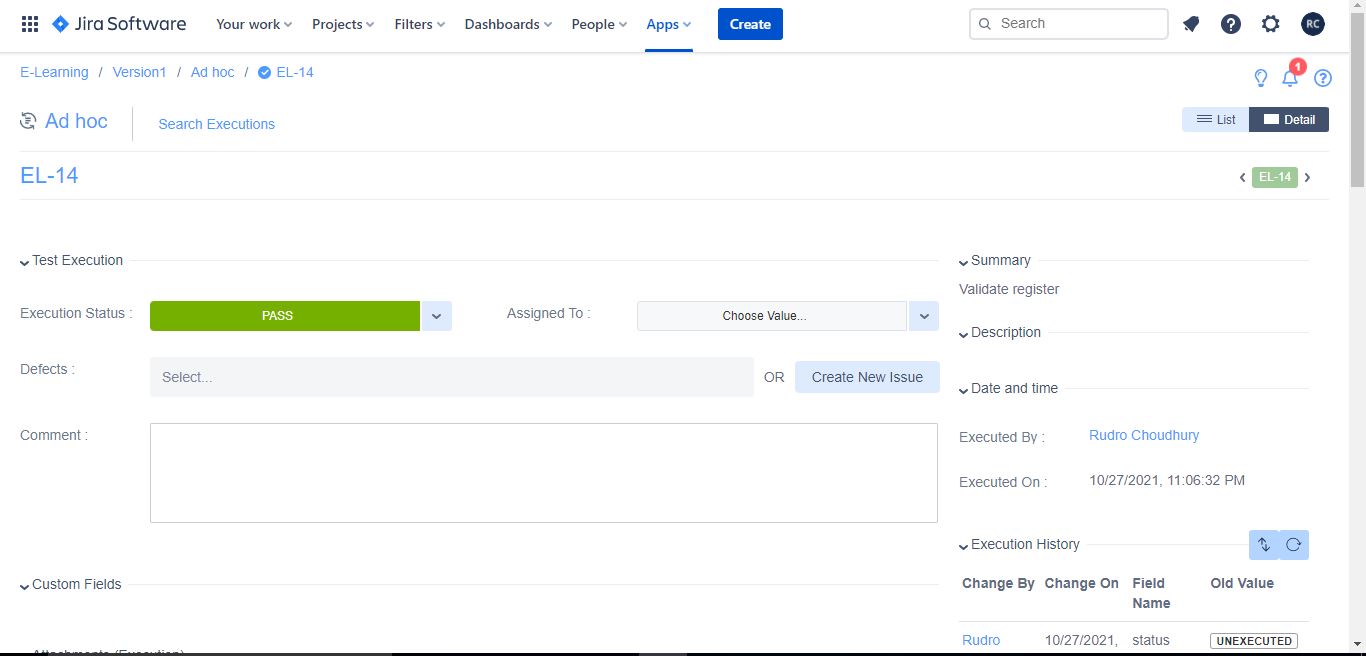 Jira Software Your work Projects Filters Dashboards People Apps Create Search RC
E-Learning / Version1 / Ad hoc / EL-14
1
Ad hoc Search Executions List Detail
EL-14 EL-14
Test Execution
Execution Status : PASS Assigned To : Choose Value...
Defects : Select... OR Create New Issue
Comment :
Custom Fields
Attachments (Execution)
Summary
Validate register
Description
Date and time
Executed By : Rudro Choudhury
Executed On : 10/27/2021, 11:06:32 PM
Execution History
Change By Change On Field Name Old Value
Rudro 10/27/2021, status UNEXECUTED